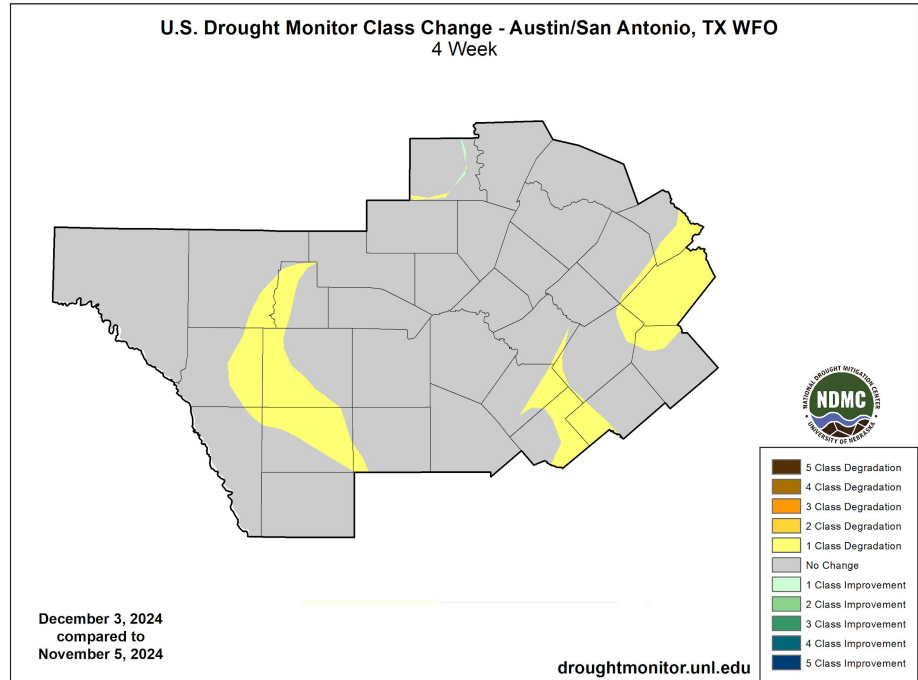 U.S. Drought Monitor Class Change - Austin/San Antonio, TX WFO
4 Week
NATIONAL DROUGHT MITIGATION CENTER
NDMC
UNIVERSITY OF NEBRASKA
5 Class Degradation
4 Class Degradation
3 Class Degradation
2 Class Degradation
1 Class Degradation
No Change
1 Class Improvement
2 Class Improvement
3 Class Improvement
4 Class Improvement
5 Class Improvement
December 3, 2024
compared to
November 5, 2024
droughtmonitor.unl.edu